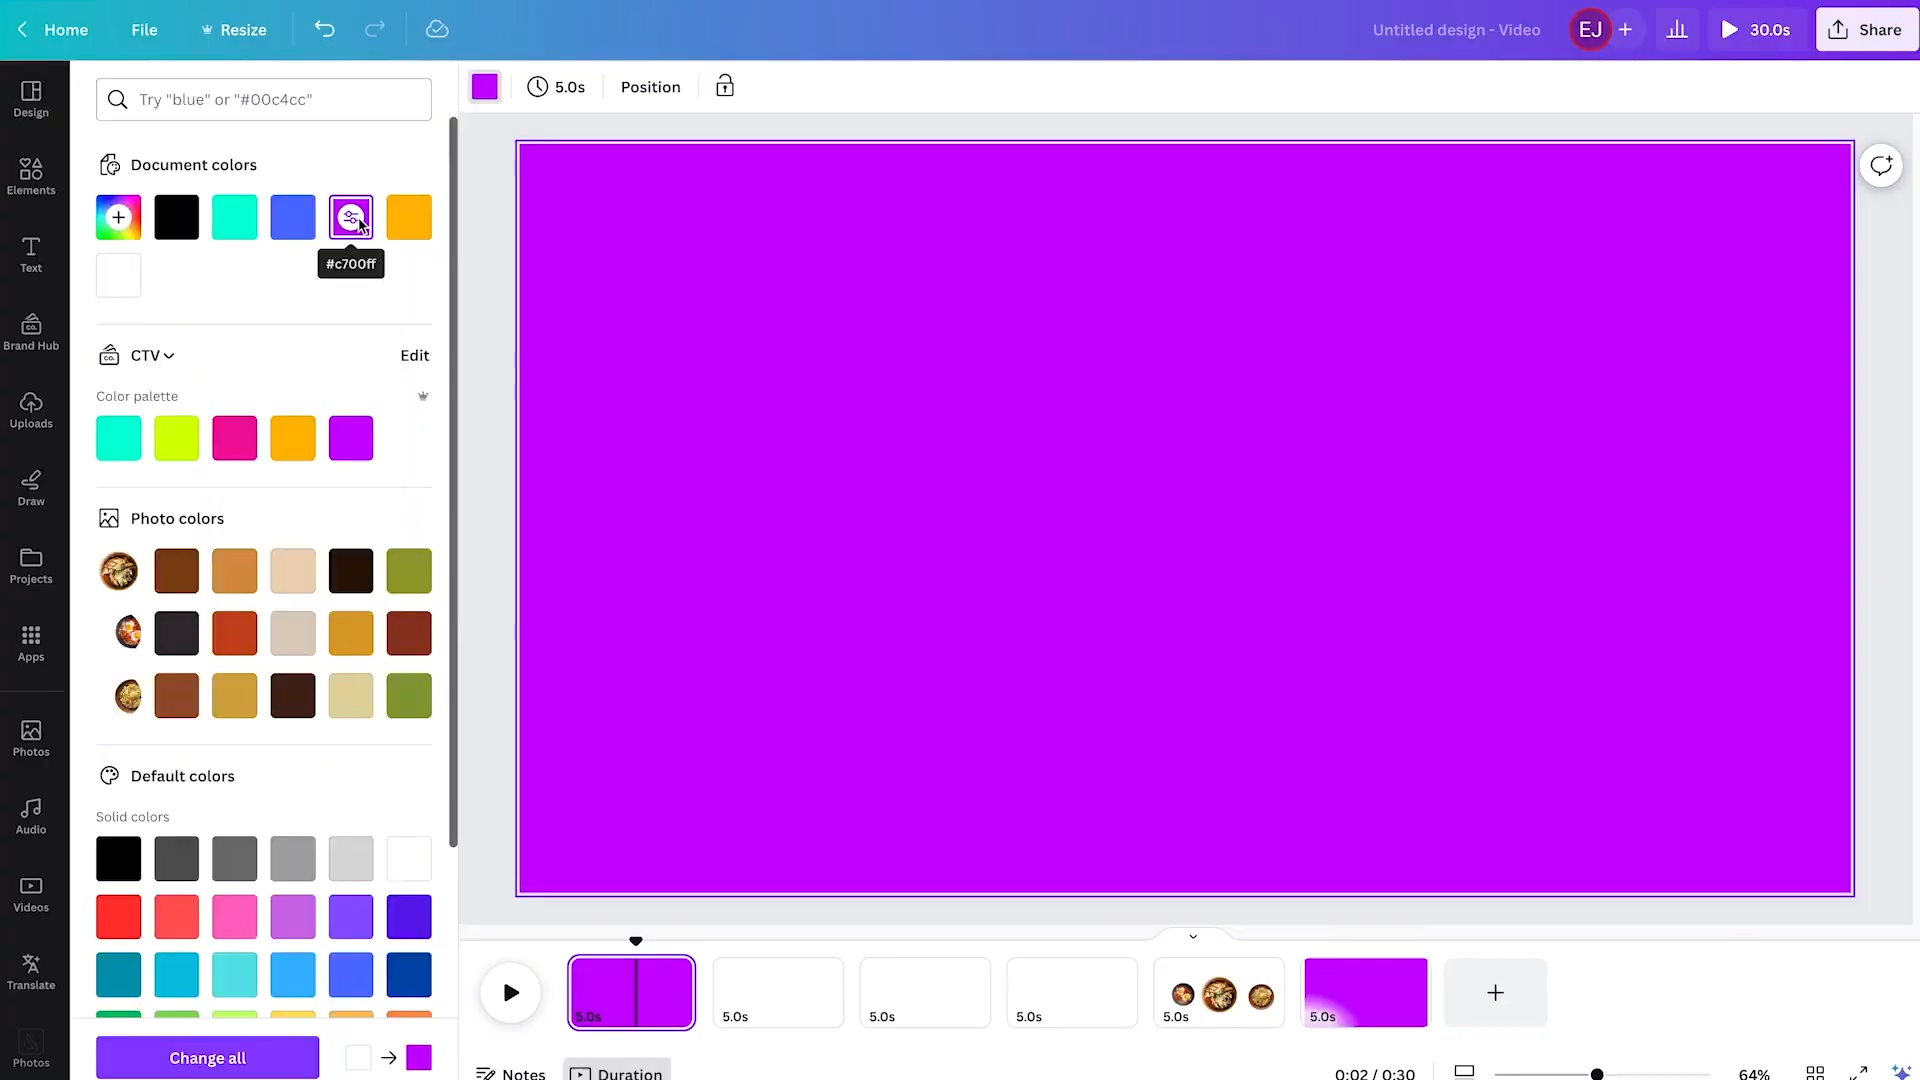 Home
File
Resize
Untitled design - Video
EJ
30.0s
Share
Design
Elements
Text
Brand Hub
CO.
Uploads
Draw
Projects
Apps
Photos
Audio
Videos
Translate
Photos
Try "blue" or "#00c4cc"
Document colors
#c700ff
CO.
CTV
Edit
Color palette
Photo colors
Default colors
Solid colors
Change all
5.0s
Position
5.0s
5.0s
5.0s
5.0s
5.0s
5.0s
Notes
Duration
0:02 / 0:30
64%